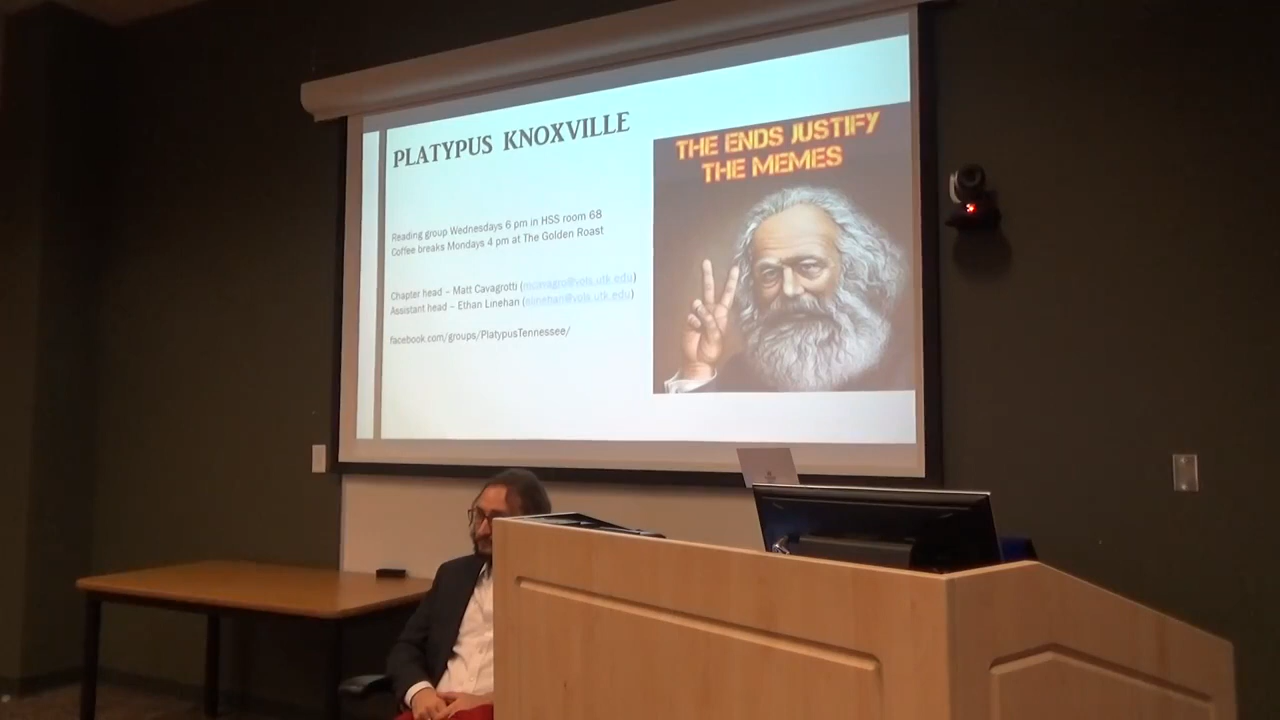 PLATYPUS KNOXVILLE
Reading group Wednesdays 6 pm in HSS room 68
Coffee breaks Mondays 4 pm at The Golden Roast
Chapter head – Matt Cavagrotti (mcavagro@vols.utk.edu)
Assistant head – Ethan Linehan (elinehan@vols.utk.edu)
facebook.com/groups/PlatypusTennessee/
THE ENDS JUSTIFY
THE MEMES